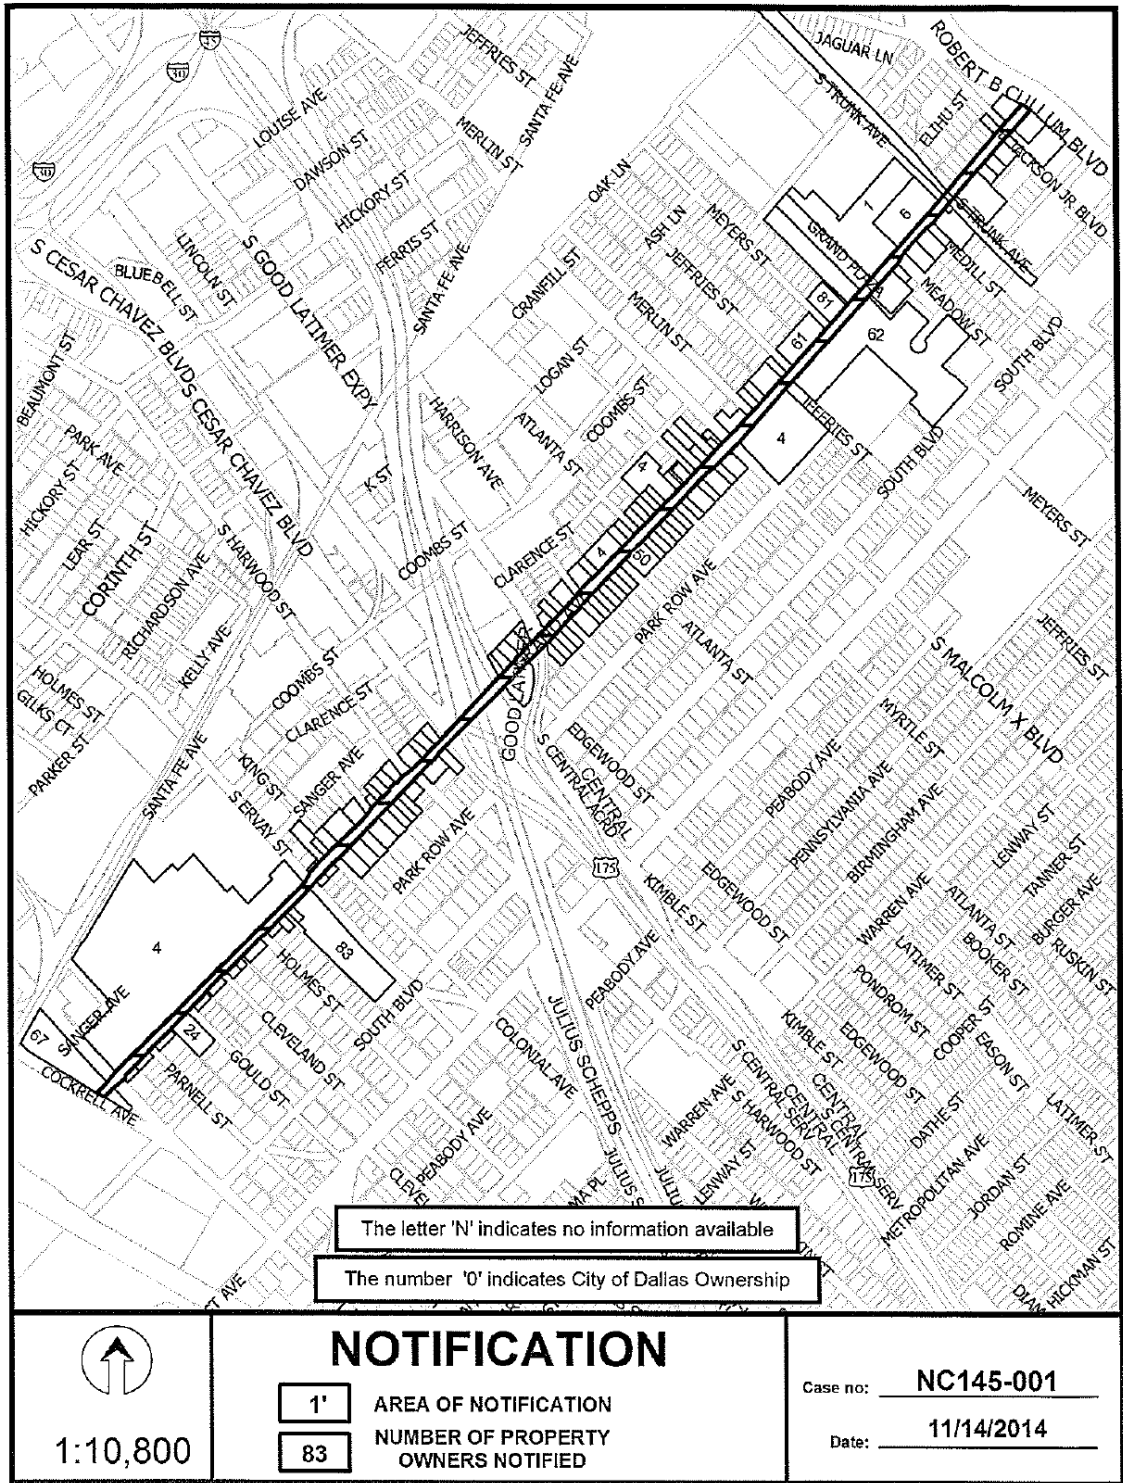 45
30
30
JEFFRIES ST
SANTA FE AVE
LOUISE AVE
MERLIN ST
DAWSON ST
HICKORY ST
FERRIS ST
SANTA FE AVE
OAK LN
ASH LN
MEYERS ST
JEFFRIES ST
CRANFILL ST
MERLIN ST
JAGUAR LN
ROBERT B CULLUM BLVD
S TRUNK AVE
ELIHU ST
JACKSON JR. BLVD
1
6
S TRUNK AVE
GRAND PL
MEDILL ST
MEADOW ST
81
61
62
SOUTH BLVD
S CESAR CHAVEZ BLVD
BLUEBELL ST
LINCOLN ST
S GOOD LATIMER EXPY
BEAUMONT ST
S CESAR CHAVEZ BLVD
PARK AVE
HICKORY ST
LEAR ST
CORINTH ST
RICHARDSON AVE
S HARWOOD ST
K ST
HARRISON AVE
LOGAN ST
ATLANTA ST
COOMBS ST
JEFFRIES ST
4
4
SOUTH BLVD
MEYERS ST
COOMBS ST
CLARENCE ST
4
50
PARK ROW AVE
ATLANTA ST
S MALCOLM X BLVD
JEFFRIES ST
KELLY AVE
HOLMES ST
GILKS CT
PARKER ST
SANTA FE AVE
COOMBS ST
CLARENCE ST
SANGER AVE
KING ST
S ERVAY ST
EDGEWOOD ST
S CENTRAL ACRD
CENTRAL
MYRTLE ST
PEABODY AVE
PENNSYLVANIA AVE
BIRMINGHAM AVE
LENWAY ST
TANNER ST
BURGER AVE
RUSKIN ST
PARK ROW AVE
175
KIMBLE ST
EDGEWOOD ST
WARREN AVE
ATLANTA ST
BOOKER ST
LATIMER ST
4
83
HOLMES ST
SOUTH BLVD
PEABODY AVE
PONDROM ST
COOPER ST
EASON ST
67
SANGER AVE
24
CLEVELAND ST
GOULD ST
PARNELL ST
COCKRELL AVE
COLONIAL AVE
JULIUS SCHEPPS
KIMBLE ST
EDGEWOOD ST
S CENTRAL SERV
CENTRAL
DATHE ST
LATIMER ST
WARREN AVE
S HARWOOD ST
PEABODY AVE
LENWAY ST
175
METROPOLITAN AVE
JORDAN ST
ROMINE AVE
HICKMAN ST
The letter 'N' indicates no information available
The number '0' indicates City of Dallas Ownership
1:10,800
NOTIFICATION
1' AREA OF NOTIFICATION
83 NUMBER OF PROPERTY
OWNERS NOTIFIED
Case no: NC145-001
Date: 11/14/2014